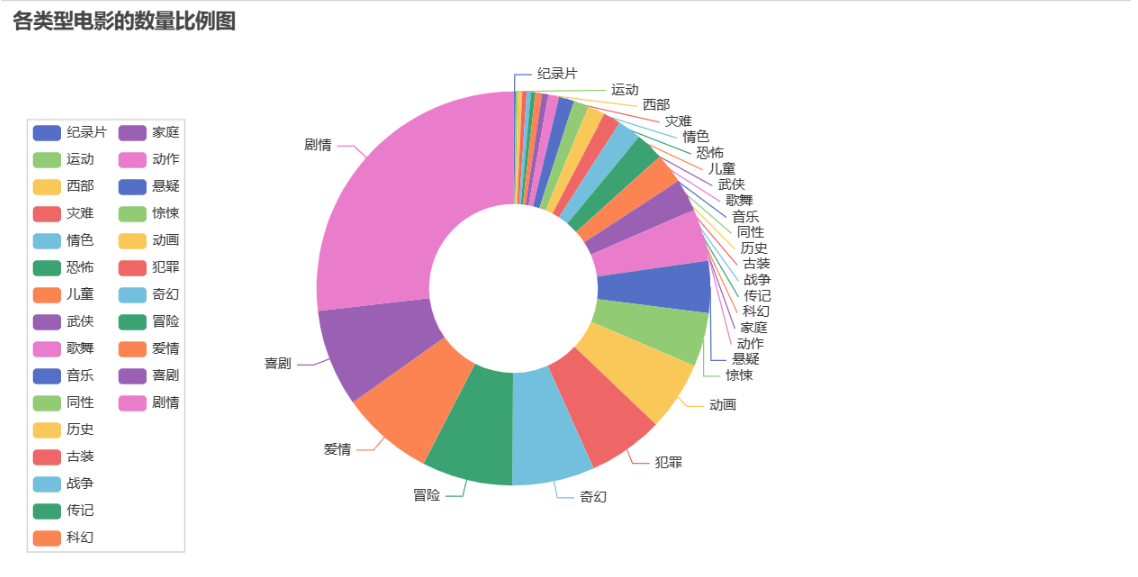 各类型电影的数量比例图
纪录片
运动
西部
灾难
情色
恐怖
儿童
武侠
歌舞
音乐
同性
历史
古装
战争
传记
科幻
家庭
动作
悬疑
惊悚
动画
犯罪
奇幻
冒险
爱情
喜剧
剧情
纪录片
运动
西部
灾难
情色
恐怖
儿童
武侠
歌舞
音乐
同性
历史
古装
战争
传记
科幻
家庭
动作
悬疑
惊悚
动画
犯罪
奇幻
冒险
爱情
喜剧
剧情